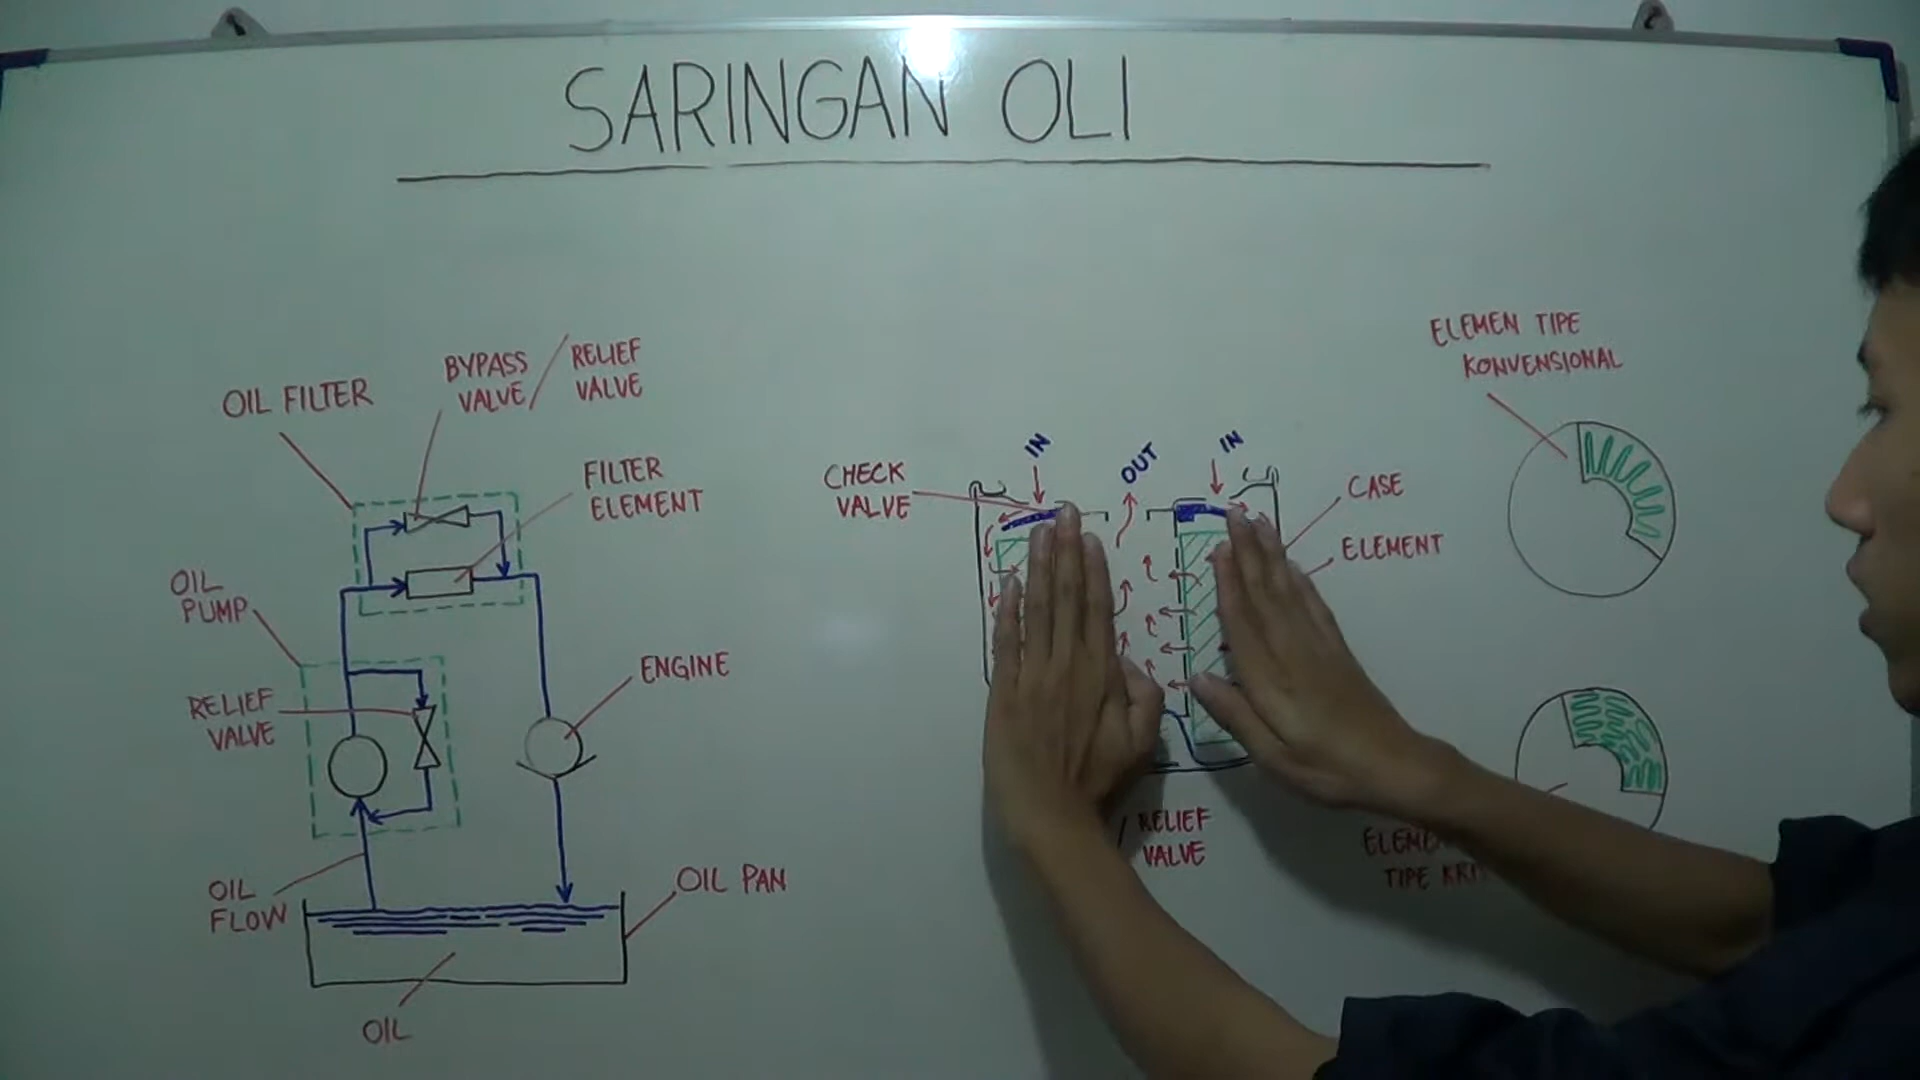 SARINGAN OLI
OIL FILTER
BYPASS
VALVE /
RELIEF
VALVE
FILTER
ELEMENT
OIL
PUMP
RELIEF
VALVE
ENGINE
OIL
FLOW
OIL PAN
OIL
CHECK
VALVE
IN
OUT
IN
CASE
ELEMENT
/ RELIEF
VALVE
ELEMEN TIPE
KONVENSIONAL
TIPE